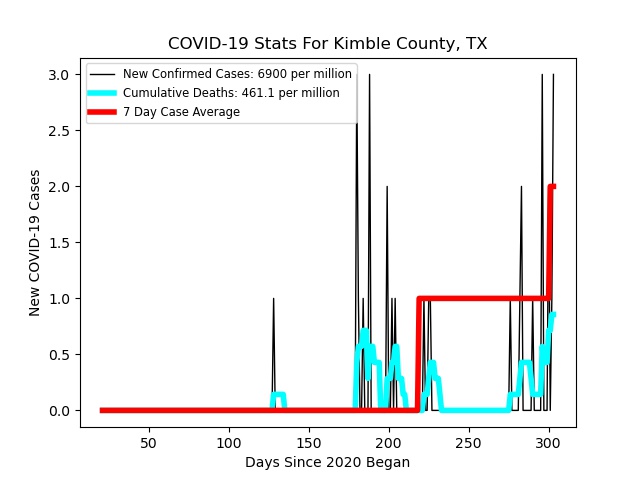 COVID-19 Stats For Kimble County, TX
New Confirmed Cases: 6900 per million
Cumulative Deaths: 461.1 per million
7 Day Case Average
New COVID-19 Cases
3.0
2.5
2.0
1.5
1.0
0.5
0.0
50 100 150 200 250 300
Days Since 2020 Began